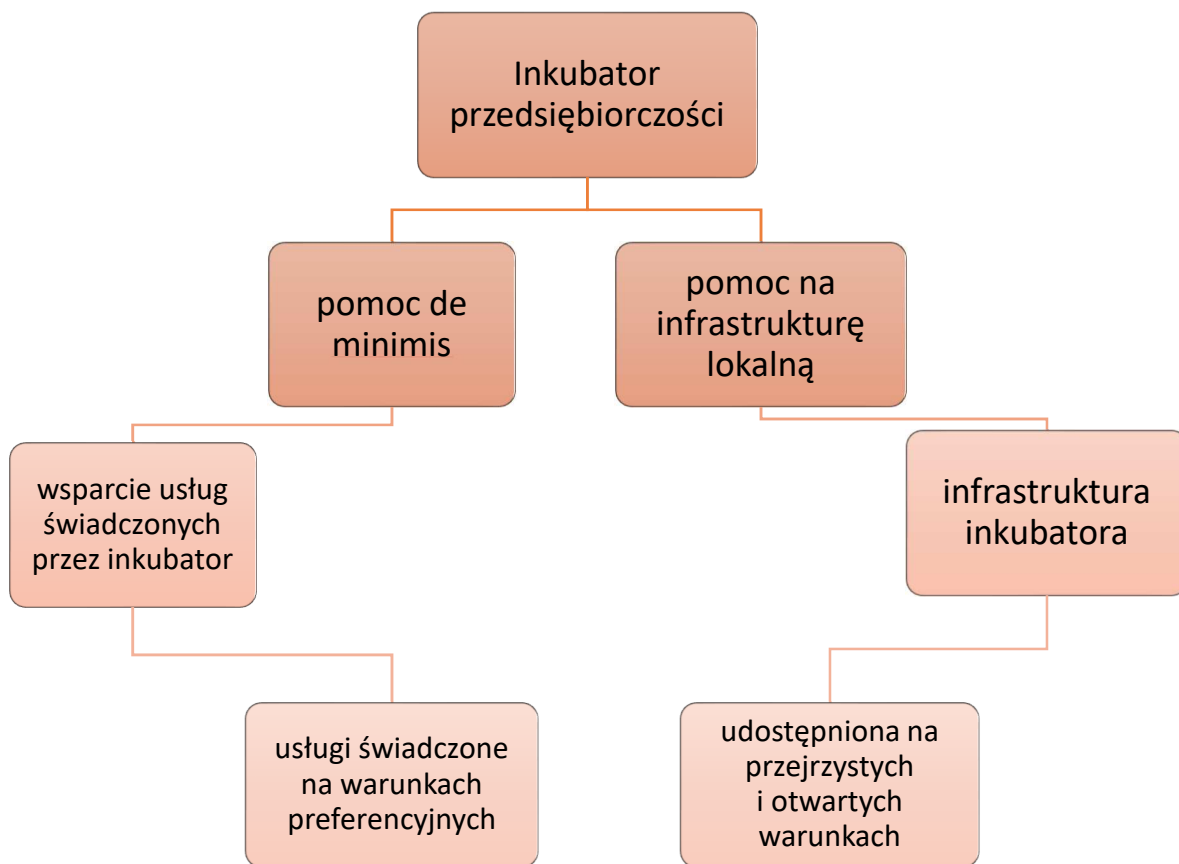 Inkubator
przedsiębiorczości
pomoc de
minimis
pomoc na
infrastrukturę
lokalną
wsparcie usług
świadczonych
przez inkubator
infrastruktura
inkubatora
usługi świadczone
na warunkach
preferencyjnych
udostępniona na
przejrzystych
i otwartych
warunkach